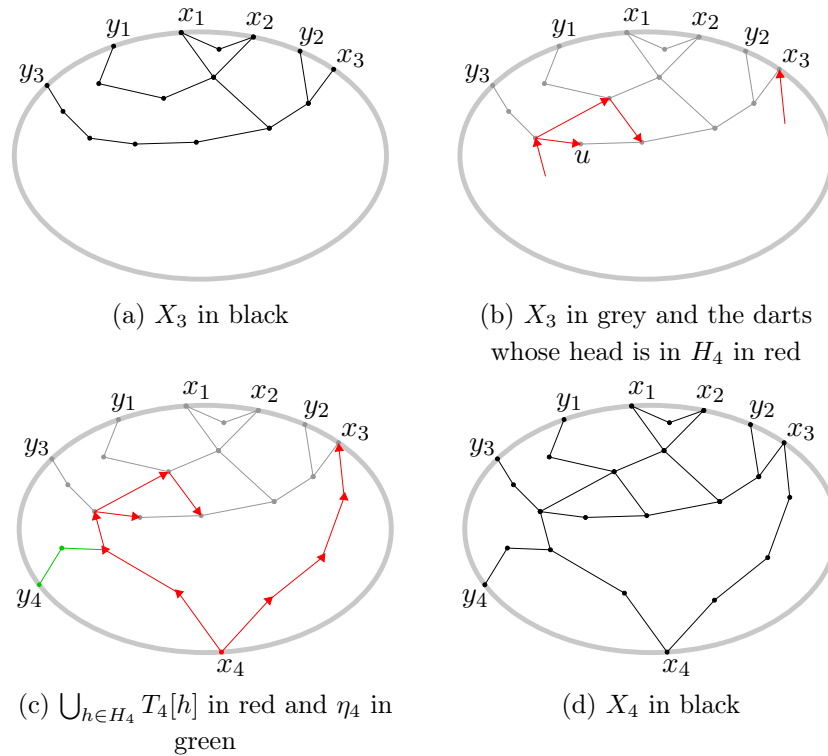 x₁
y₁ x₂ y₂
y₃ x₃
(a) X₃ in black
x₁ x₂
y₁ y₂
y₃ x₃
u
(b) X₃ in grey and the darts
whose head is in H₄ in red
x₁ x₂
y₁ y₂
y₃ x₃
y₄
x₄
(c) ⋃ₕ∈H₄ T₄[h] in red and η₄ in
green
x₁ x₂
y₁ y₂
y₃ x₃
y₄
x₄
(d) X₄ in black